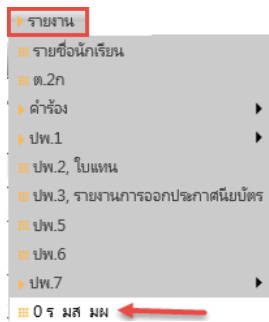 รายงาน
รายชื่อนักเรียน
ต.2ก
คำร้อง
ปพ.1
ปพ.2, ใบแทน
ปพ.3, รายงานการออกประกาศนียบัตร
ปพ.5
ปพ.6
ปพ.7
0 ร มส มผ